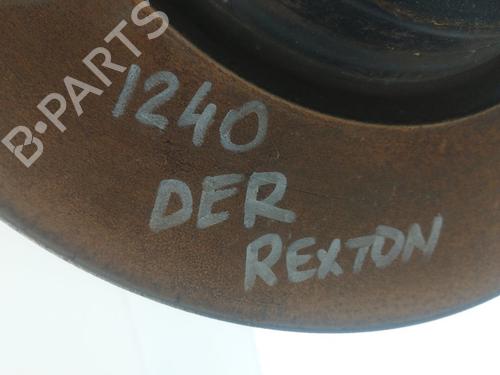 B-PARTS
1240
DER
REXTON